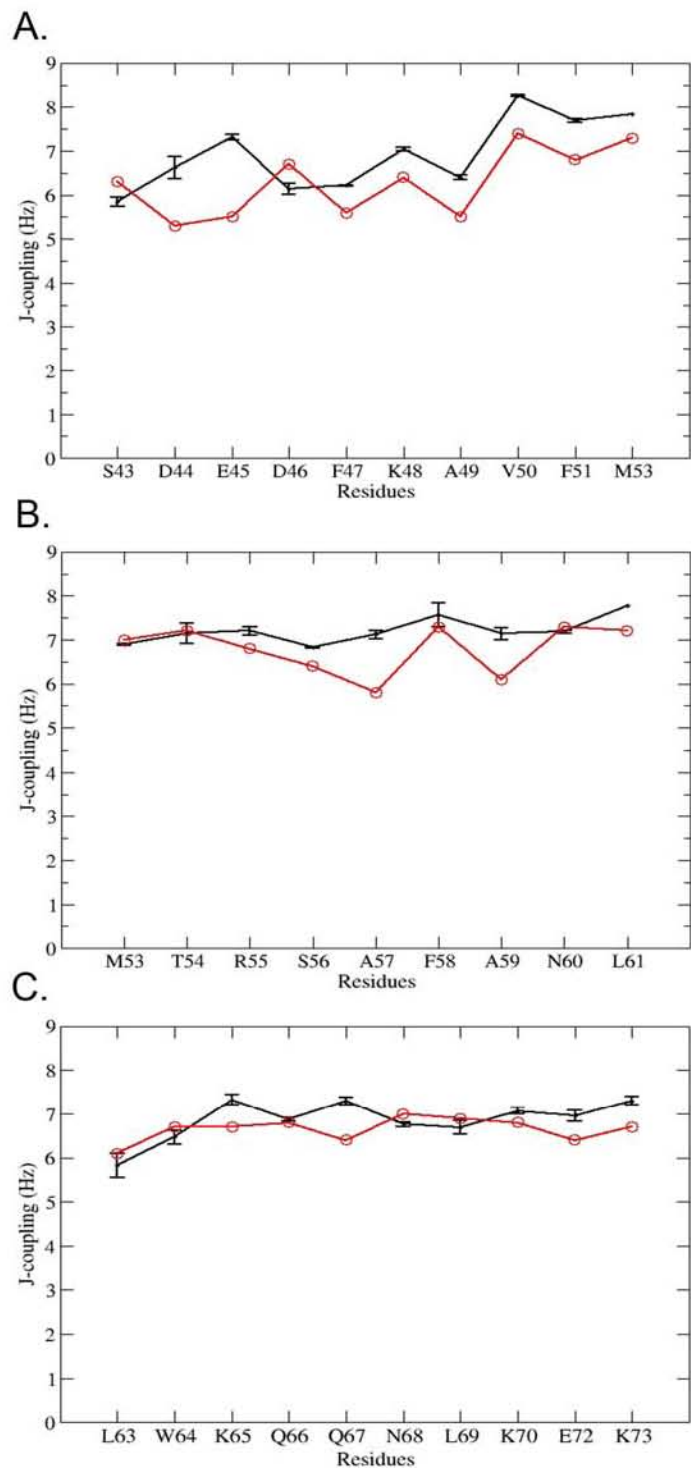 A.
9
8
7
6
5
4
3
2
1
0
J-coupling (Hz)
S43 D44 E45 D46 F47 K48 A49 V50 F51 M53
Residues
B.
9
8
7
6
5
4
3
2
1
0
J-coupling (Hz)
M53 T54 R55 S56 A57 F58 A59 N60 L61
Residues
C.
9
8
7
6
5
4
3
2
1
0
J-coupling (Hz)
L63 W64 K65 Q66 Q67 N68 L69 K70 E72 K73
Residues